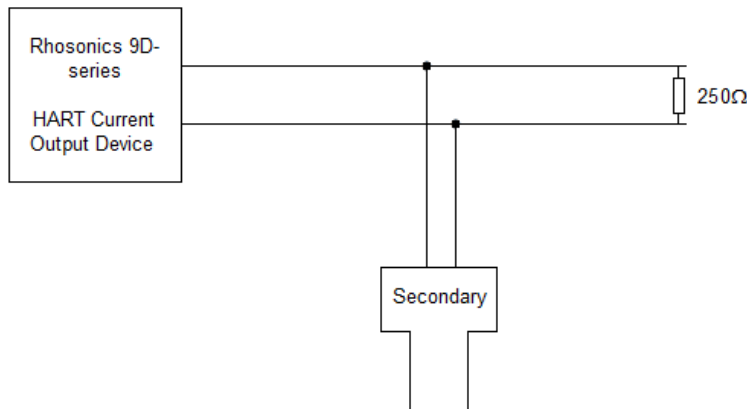 Rhosonics 9D-
series
HART Current
Output Device
250Ω
Secondary